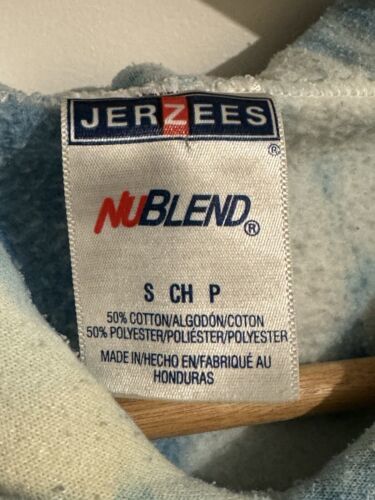 JERZEES®
NUBLEND®
S CH P
50% COTTON/ALGODÓN/COTON
50% POLYESTER/POLIÉSTER/POLYESTER
MADE IN/HECHO EN/FABRIQUÉ AU
HONDURAS